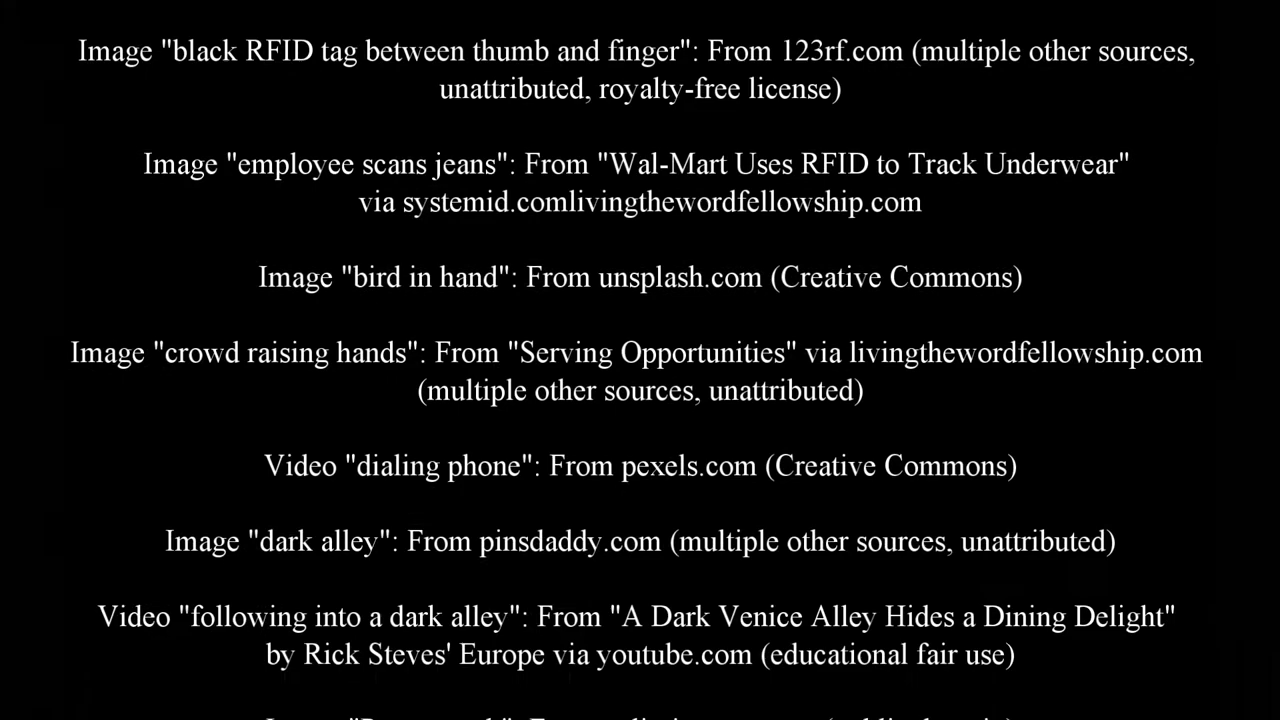 Image "black RFID tag between thumb and finger": From 123rf.com (multiple other sources,
unattributed, royalty-free license)
Image "employee scans jeans": From "Wal-Mart Uses RFID to Track Underwear"
via systemid.comlivingthewordfellowship.com
Image "bird in hand": From unsplash.com (Creative Commons)
Image "crowd raising hands": From "Serving Opportunities" via livingthewordfellowship.com
(multiple other sources, unattributed)
Video "dialing phone": From pexels.com (Creative Commons)
Image "dark alley": From pinsdaddy.com (multiple other sources, unattributed)
Video "following into a dark alley": From "A Dark Venice Alley Hides a Dining Delight"
by Rick Steves' Europe via youtube.com (educational fair use)